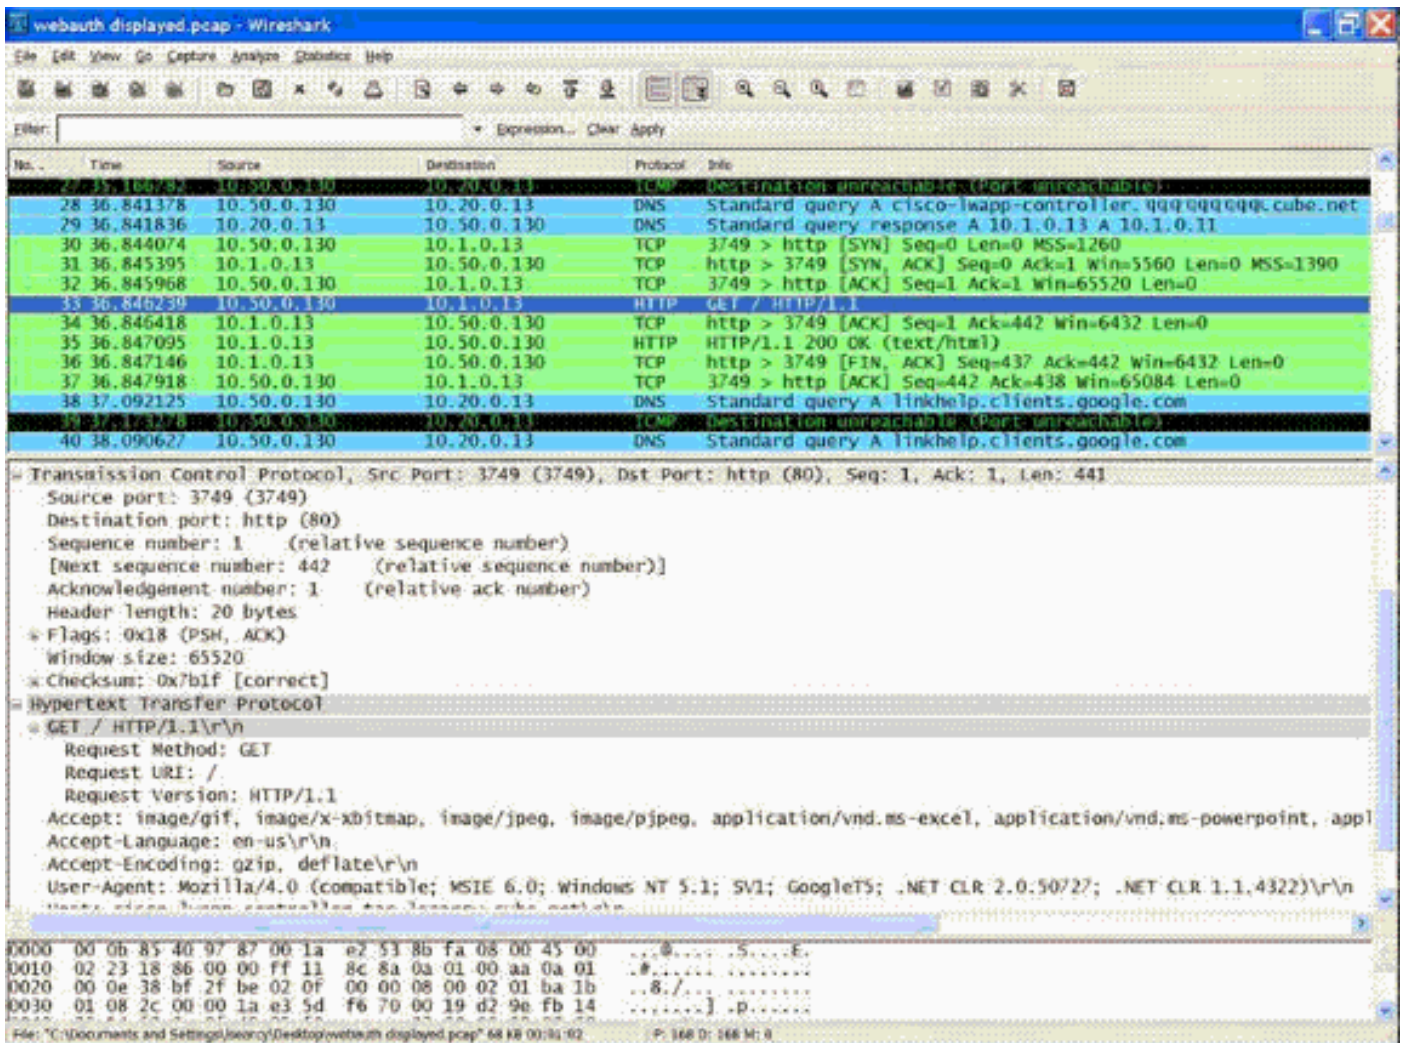 webauth displayed.pcap - Wireshark
File Edit View Go Capture Analyze Statistics Help
Filter: Expression... Clear Apply
No. . Time Source Destination Protocol Info
27 35.166782 10.50.0.130 10.20.0.13 ICMP Destination unreachable (Port unreachable)
28 36.841378 10.50.0.130 10.20.0.13 DNS Standard query A cisco-lwapp-controller. .cube.net
29 36.841836 10.20.0.13 10.50.0.130 DNS Standard query response A 10.1.0.13 A 10.1.0.11
30 36.844074 10.50.0.130 10.1.0.13 TCP 3749 > http [SYN] Seq=0 Len=0 MSS=1260
31 36.845395 10.1.0.13 10.50.0.130 TCP http > 3749 [SYN, ACK] Seq=0 Ack=1 Win=5560 Len=0 MSS=1390
32 36.845968 10.50.0.130 10.1.0.13 TCP 3749 > http [ACK] Seq=1 Ack=1 Win=65520 Len=0
33 36.846239 10.50.0.130 10.1.0.13 HTTP GET / HTTP/1.1
34 36.846418 10.1.0.13 10.50.0.130 TCP http > 3749 [ACK] Seq=1 Ack=442 Win=6432 Len=0
35 36.847095 10.1.0.13 10.50.0.130 HTTP HTTP/1.1 200 OK (text/html)
36 36.847146 10.1.0.13 10.50.0.130 TCP http > 3749 [FIN, ACK] Seq=437 Ack=442 Win=6432 Len=0
37 36.847918 10.50.0.130 10.1.0.13 TCP 3749 > http [ACK] Seq=442 Ack=438 Win=65084 Len=0
38 37.092125 10.50.0.130 10.20.0.13 DNS Standard query A linkhelp.clients.google.com
39 10.50.0.130 10.20.0.13 ICMP Destination unreachable (Port unreachable)
40 38.090627 10.50.0.130 10.20.0.13 DNS Standard query A linkhelp.clients.google.com
Transmission Control Protocol, Src Port: 3749 (3749), Dst Port: http (80), Seq: 1, Ack: 1, Len: 441
Source port: 3749 (3749)
Destination port: http (80)
Sequence number: 1 (relative sequence number)
[Next sequence number: 442 (relative sequence number)]
Acknowledgement number: 1 (relative ack number)
Header length: 20 bytes
Flags: 0x18 (PSH, ACK)
Window size: 65520
Checksum: 0x7b1f [correct]
Hypertext Transfer Protocol
GET / HTTP/1.1\r\n
Request Method: GET
Request URI: /
Request Version: HTTP/1.1
Accept: image/gif, image/x-xbitmap, image/jpeg, image/pjpeg, application/vnd.ms-excel, application/vnd.ms-powerpoint, appl
Accept-Language: en-us\r\n
Accept-Encoding: gzip, deflate\r\n
User-Agent: Mozilla/4.0 (compatible; MSIE 6.0; Windows NT 5.1; SV1; GoogleT5; .NET CLR 2.0.50727; .NET CLR 1.1.4322)\r\n
0000 00 0b 85 40 97 87 00 1a e2 53 8b fa 08 00 45 00 ...@.... .S....E.
0010 02 23 18 86 00 00 ff 11 8c 8a 0a 01 00 aa 0a 01 .#...... ........
0020 00 0e 38 bf 2f be 02 0f 00 00 08 00 02 01 ba 1b ..8./... ........
0030 01 08 2c 00 00 1a e3 5d f6 70 00 19 d2 9e fb 14 ..,....] .p......
File: "C:\Documents and Settings\searcy\Desktop\webauth displayed.pcap" 68 KB 00:01:02 P: 168 D: 168 M: 0